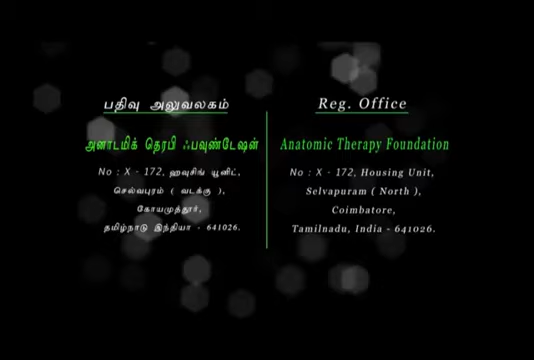 பதிவு அலுவலகம்
அனாடமிக் தெரபி ஃபவுண்டேஷன்
No : X - 172, ஹவுசிங் யூனிட்,
செல்வபுரம் ( வடக்கு ),
கோயமுத்தூர்,
தமிழ்நாடு இந்தியா - 641026.
Reg. Office
Anatomic Therapy Foundation
No : X - 172, Housing Unit,
Selvapuram ( North ),
Coimbatore,
Tamilnadu, India - 641026.